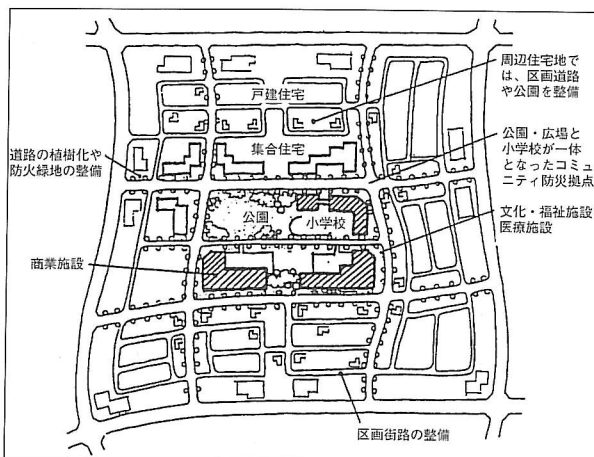 周辺住宅地で
は、区画道路
や公園を整備
戸建住宅
集合住宅
公園・広場と
小学校が一体
となったコミュ
ニティ防災拠点
道路の植樹化や
防火緑地の整備
公園
小学校
文化・福祉施設
医療施設
商業施設
区画街路の整備